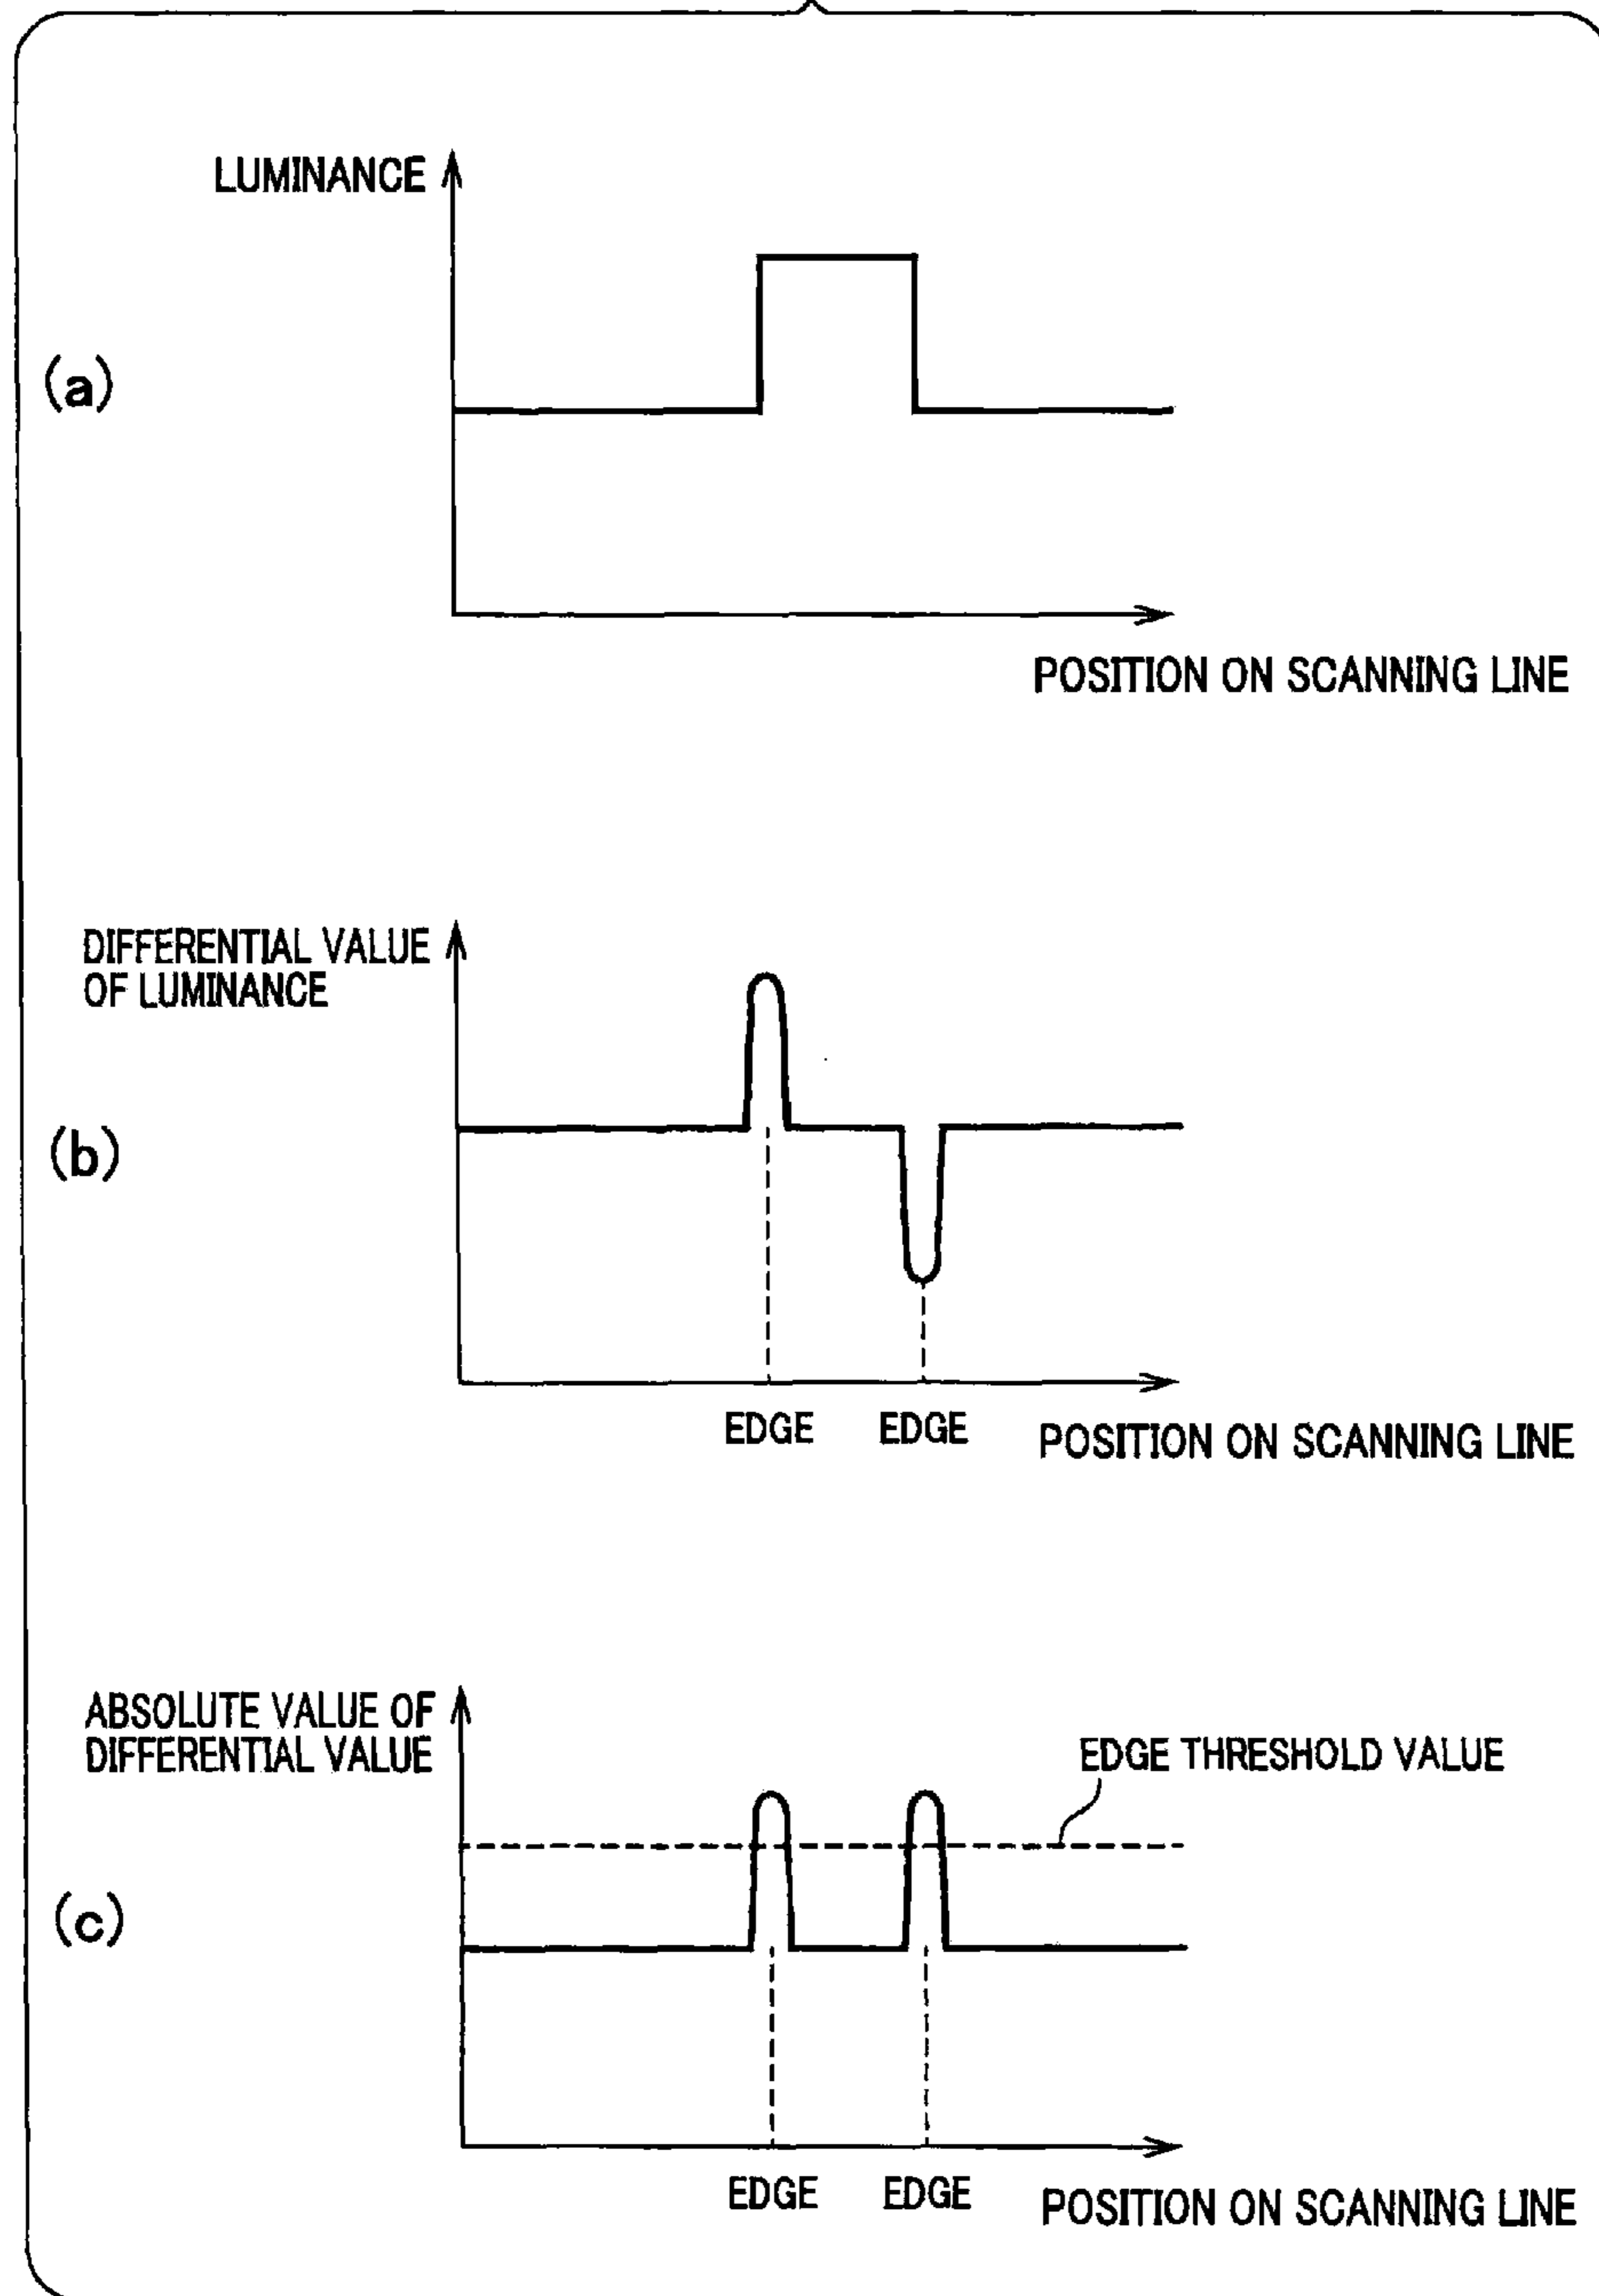 LUMINANCE
(a)
POSITION ON SCANNING LINE
DIFFERENTIAL VALUE
OF LUMINANCE
(b)
EDGE EDGE POSITION ON SCANNING LINE
ABSOLUTE VALUE OF
DIFFERENTIAL VALUE
EDGE THRESHOLD VALUE
(c)
EDGE EDGE POSITION ON SCANNING LINE